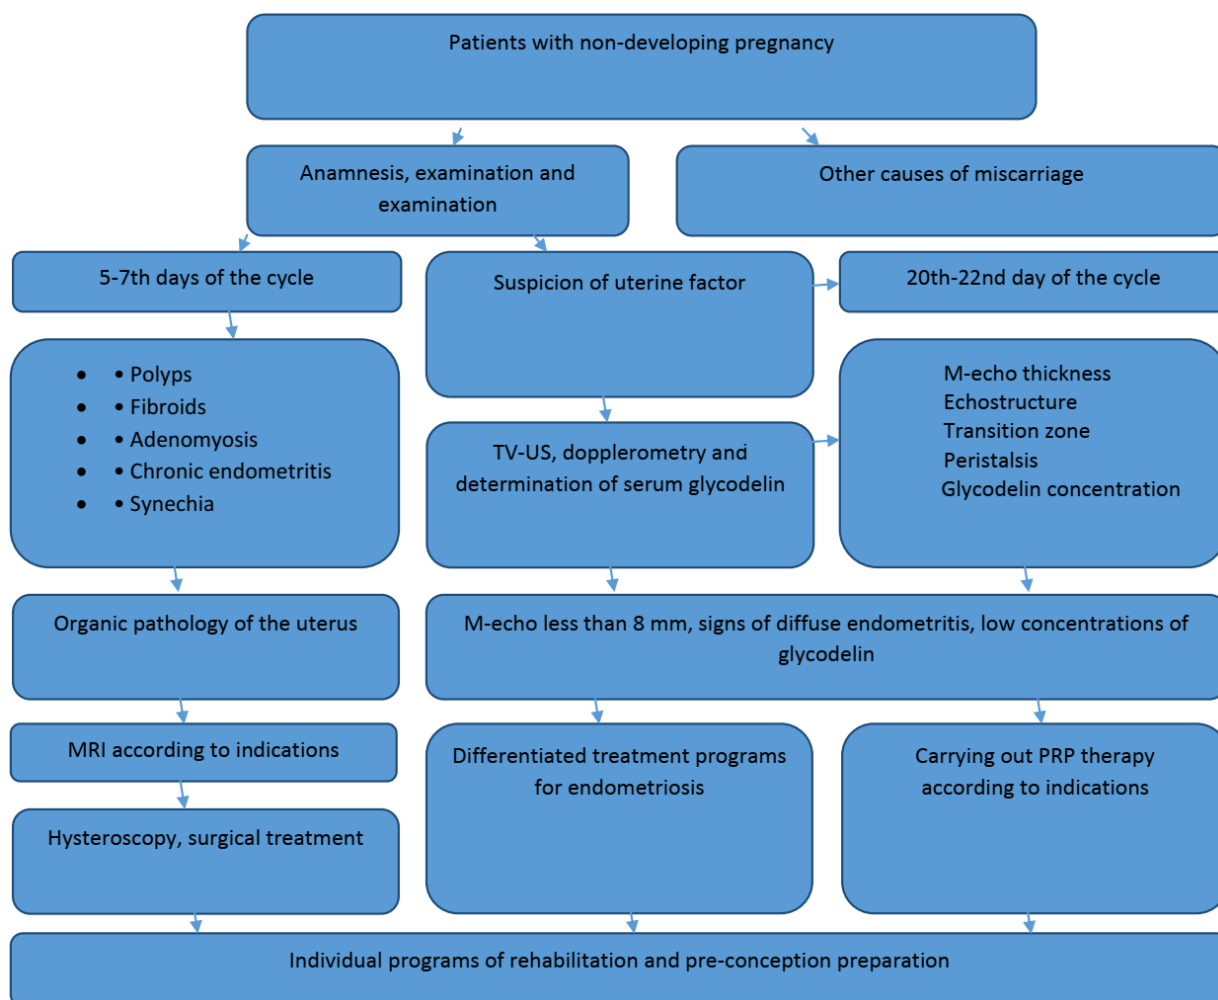 Patients with non-developing pregnancy
Anamnesis, examination and
examination
Other causes of miscarriage
5-7th days of the cycle
Suspicion of uterine factor
20th-22nd day of the cycle
• • Polyps
• • Fibroids
• • Adenomyosis
• • Chronic endometritis
• • Synechia
TV-US, dopplerometry and
determination of serum glycodelin
M-echo thickness
Echostructure
Transition zone
Peristalsis
Glycodelin concentration
Organic pathology of the uterus
M-echo less than 8 mm, signs of diffuse endometritis, low concentrations of
glycodelin
MRI according to indications
Differentiated treatment programs
for endometriosis
Carrying out PRP therapy
according to indications
Hysteroscopy, surgical treatment
Individual programs of rehabilitation and pre-conception preparation